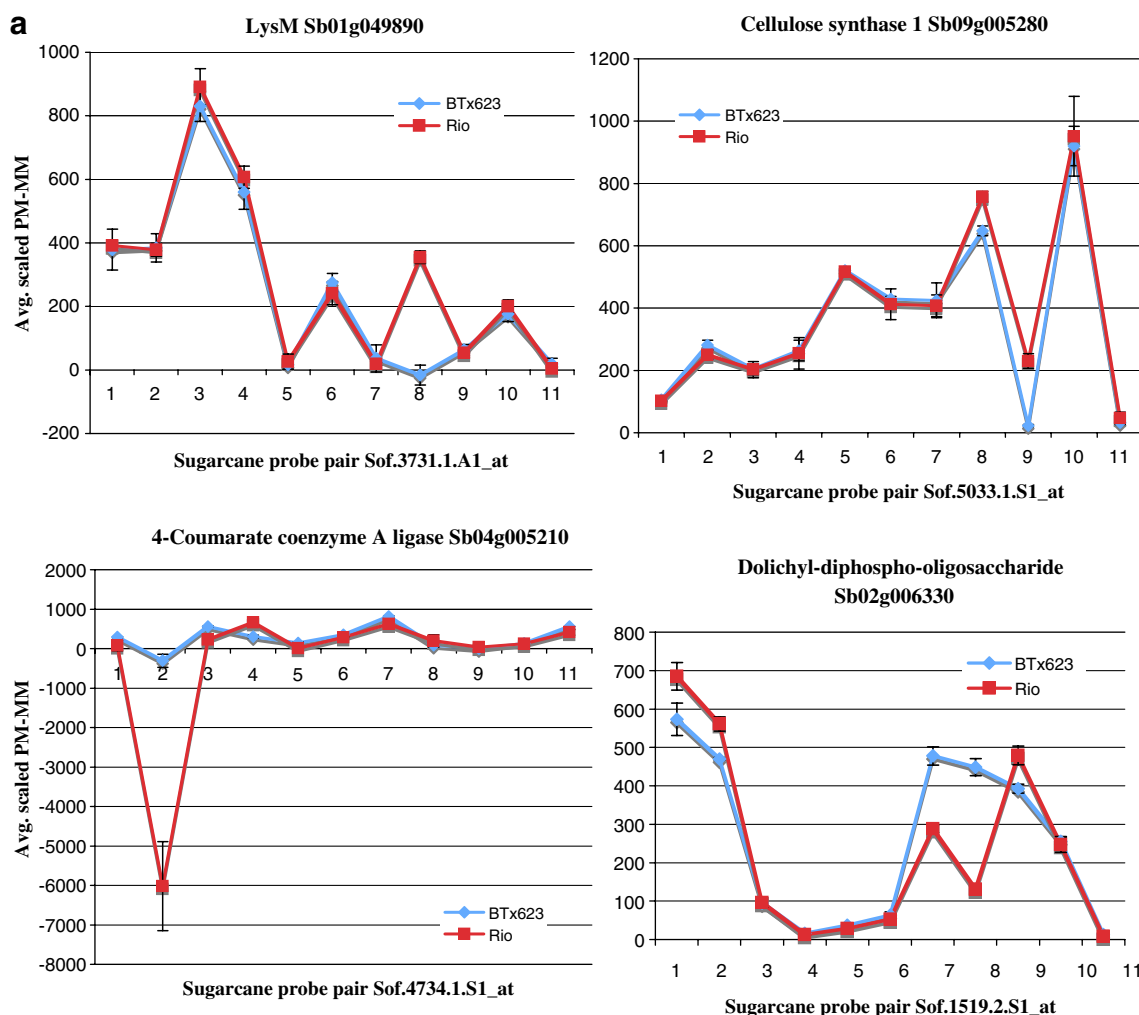 a
LysM Sb01g049890
1000
800
600
400
200
0
-200
Avg. scaled PM-MM
BTx623
Rio
1 2 3 4 5 6 7 8 9 10 11
Sugarcane probe pair Sof.3731.1.A1_at
Cellulose synthase 1 Sb09g005280
1200
1000
800
600
400
200
0
BTx623
Rio
1 2 3 4 5 6 7 8 9 10 11
Sugarcane probe pair Sof.5033.1.S1_at
4-Coumarate coenzyme A ligase Sb04g005210
2000
1000
0
-1000
-2000
-3000
-4000
-5000
-6000
-7000
-8000
Avg. scaled PM-MM
1 2 3 4 5 6 7 8 9 10 11
BTx623
Rio
Sugarcane probe pair Sof.4734.1.S1_at
Dolichyl-diphospho-oligosaccharide
Sb02g006330
800
700
600
500
400
300
200
100
0
BTx623
Rio
1 2 3 4 5 6 7 8 9 10 11
Sugarcane probe pair Sof.1519.2.S1_at